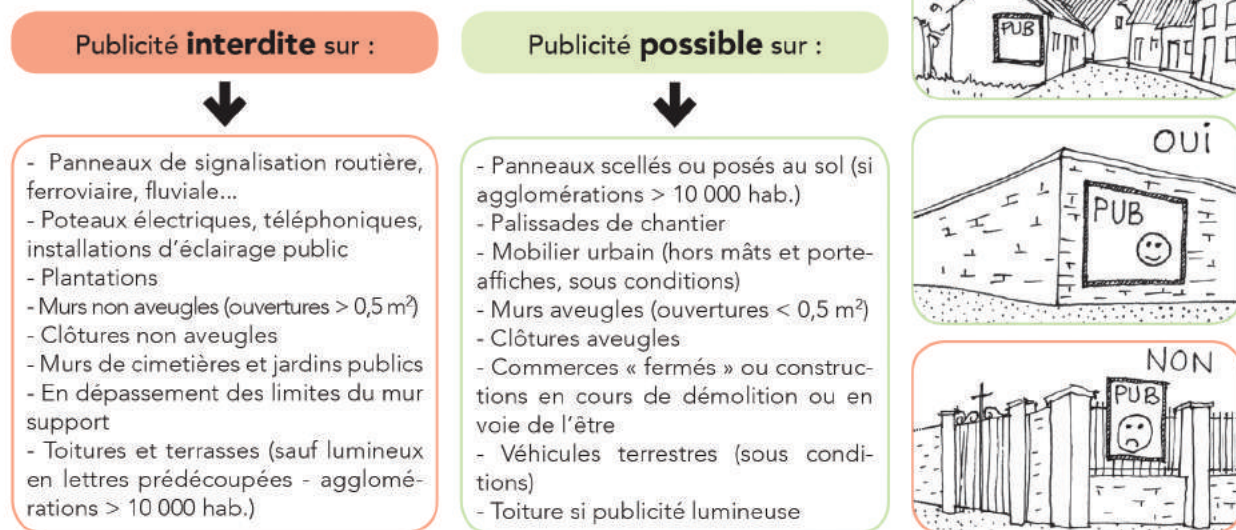 Publicité interdite sur :
- Panneaux de signalisation routière,
ferroviaire, fluviale...
- Poteaux électriques, téléphoniques,
installations d'éclairage public
- Plantations
- Murs non aveugles (ouvertures > 0,5 m²)
- Clôtures non aveugles
- Murs de cimetières et jardins publics
- En dépassement des limites du mur
support
- Toitures et terrasses (sauf lumineux
en lettres prédécoupées - agglomé-
rations > 10 000 hab.)
Publicité possible sur :
- Panneaux scellés ou posés au sol (si
agglomérations > 10 000 hab.)
- Palissades de chantier
- Mobilier urbain (hors mâts et porte-
affiches, sous conditions)
- Murs aveugles (ouvertures < 0,5 m²)
- Clôtures aveugles
- Commerces « fermés » ou construc-
tions en cours de démolition ou en
voie de l'être
- Véhicules terrestres (sous condi-
tions)
- Toiture si publicité lumineuse
PUB
OUI
PUB
NON
PUB